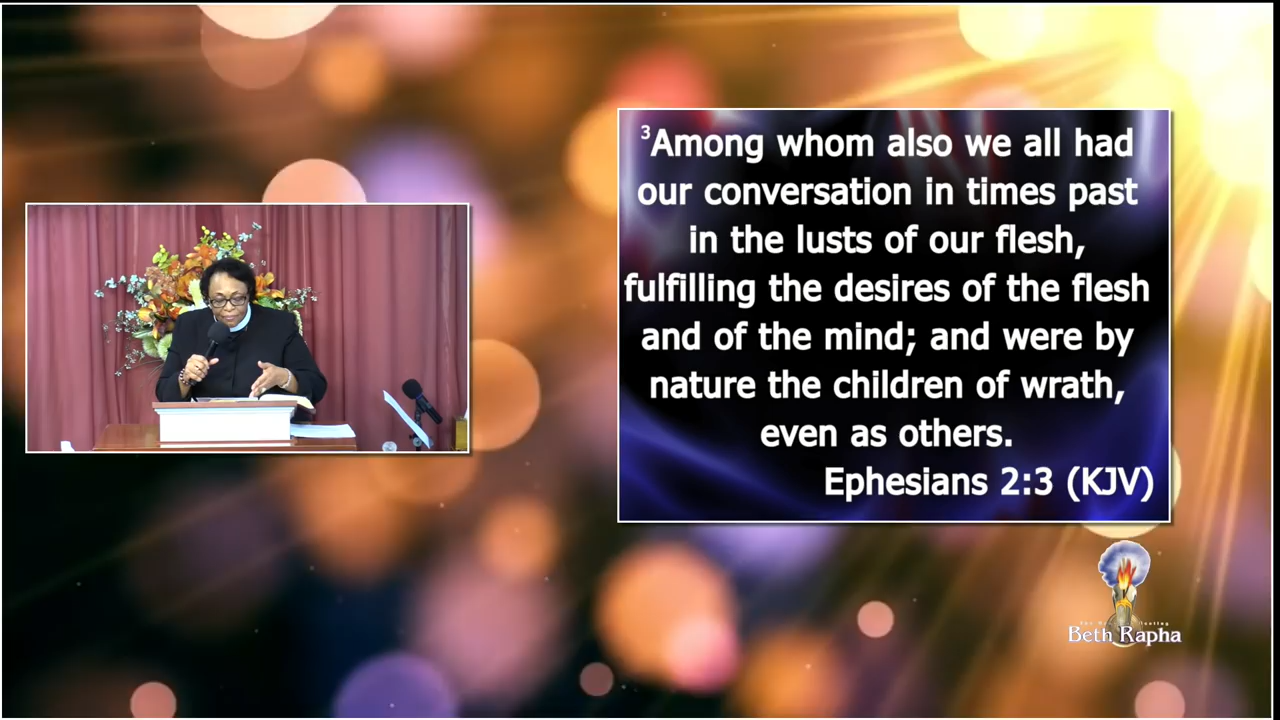 ³Among whom also we all had
our conversation in times past
in the lusts of our flesh,
fulfilling the desires of the flesh
and of the mind; and were by
nature the children of wrath,
even as others.
Ephesians 2:3 (KJV)
Beth Rapha